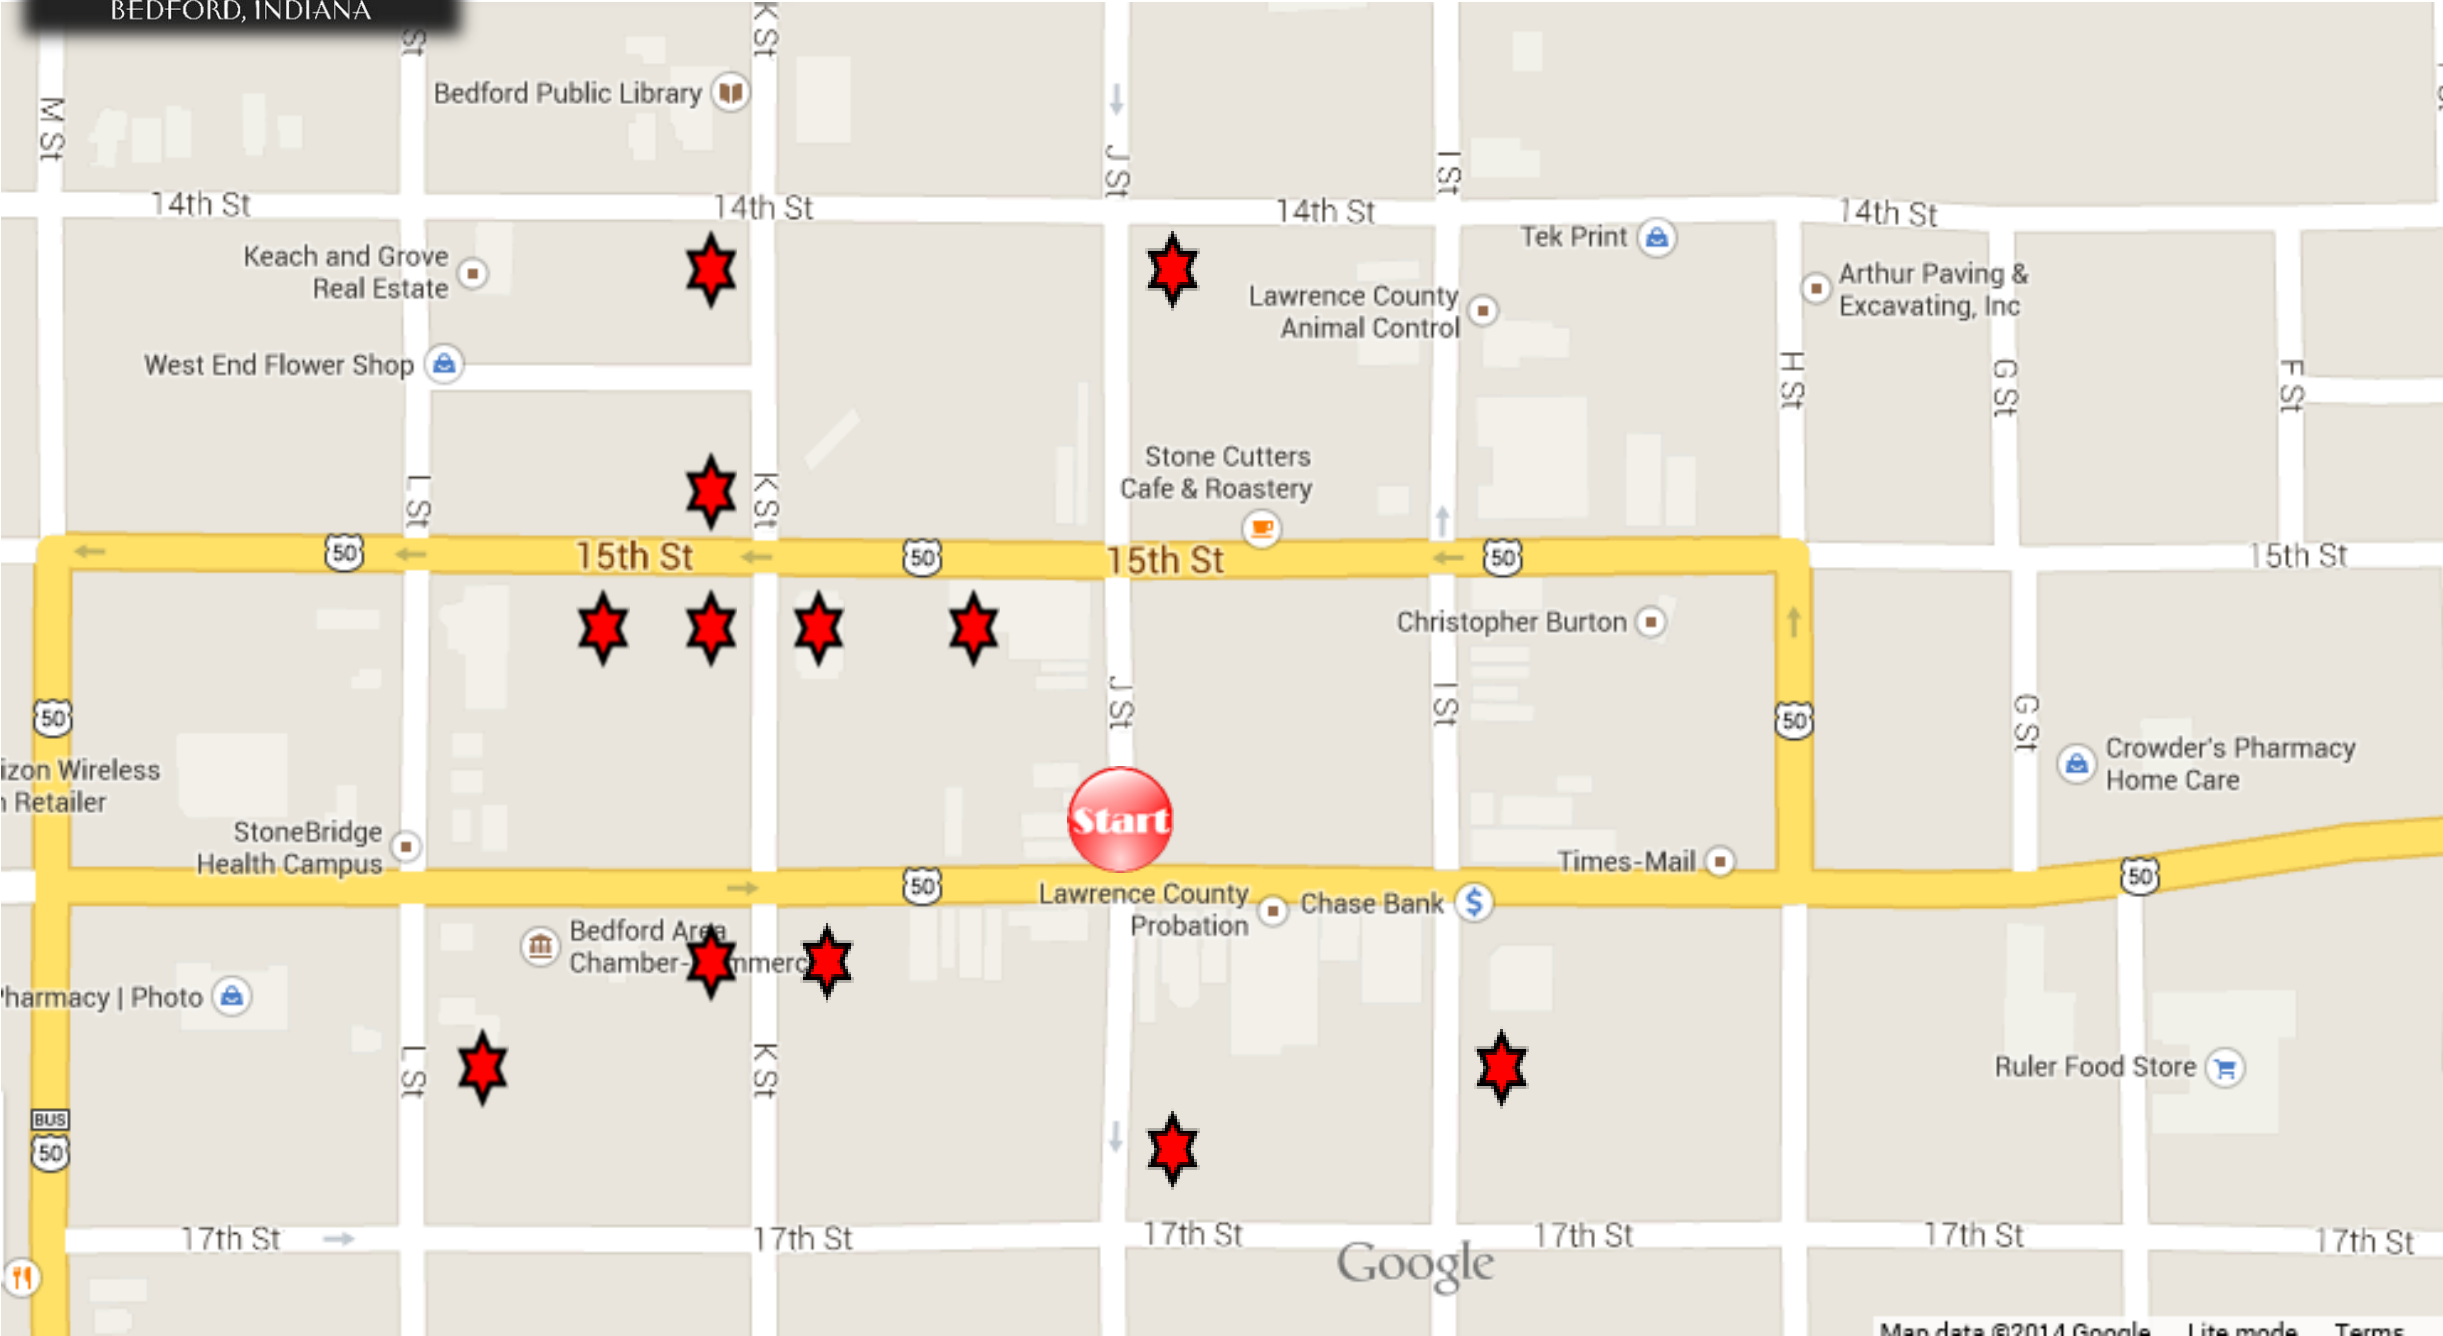 BEDFORD, INDIANA
St
K St
Bedford Public Library
M St
J St
I St
14th St
14th St
14th St
14th St
Tek Print
Keach and Grove
Real Estate
Arthur Paving &
Excavating, Inc
Lawrence County
Animal Control
West End Flower Shop
H St
G St
F St
Stone Cutters
Cafe & Roastery
L St
K St
50
15th St
50
15th St
50
15th St
Christopher Burton
J St
I St
50
50
G St
Crowder's Pharmacy
Home Care
izon Wireless
n Retailer
Start
StoneBridge
Health Campus
Times-Mail
50
50
Lawrence County
Probation
Chase Bank
Bedford Area
Chamber- mmerc
Pharmacy | Photo
L St
K St
Ruler Food Store
BUS
50
17th St
17th St
17th St
17th St
17th St
17th St
Google
Map data ©2014 Google
Lite mode
Terms